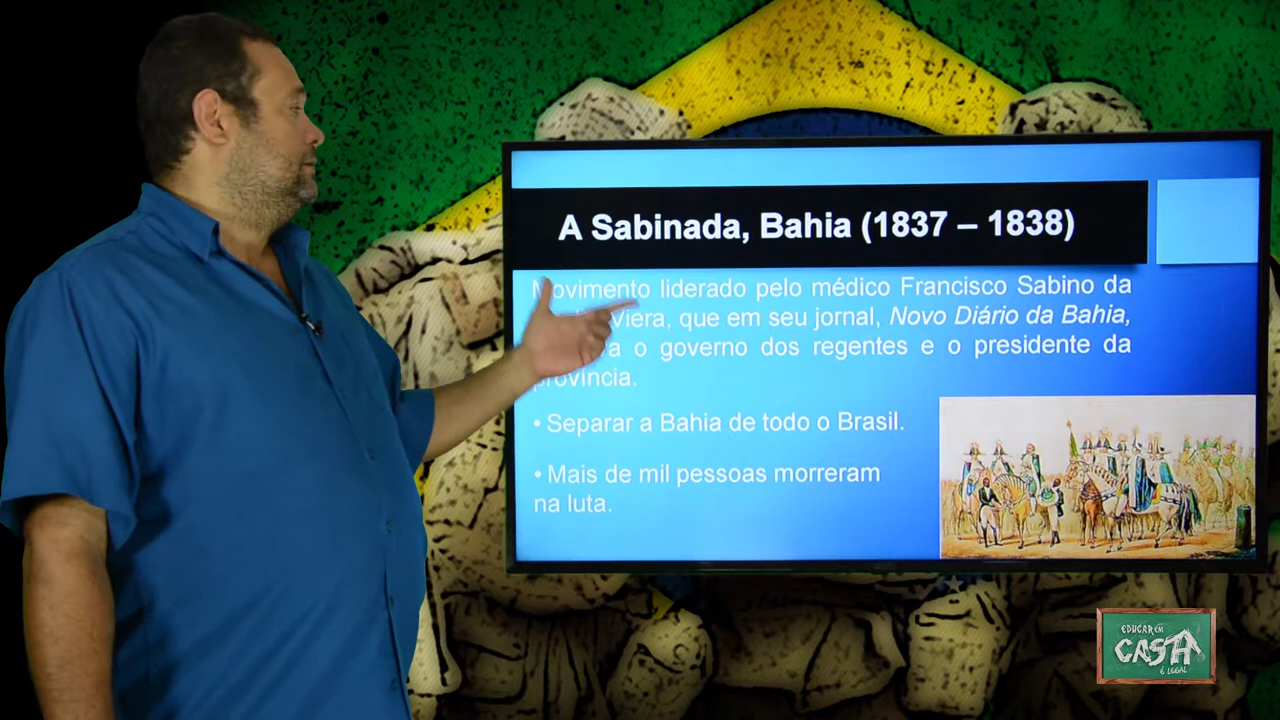 A Sabinada, Bahia (1837 – 1838)
Movimento liderado pelo médico Francisco Sabino da
viera, que em seu jornal, Novo Diário da Bahia,
o governo dos regentes e o presidente da
província.
• Separar a Bahia de todo o Brasil.
• Mais de mil pessoas morreram
na luta.
EDUCAR EM
CASA
É LEGAL